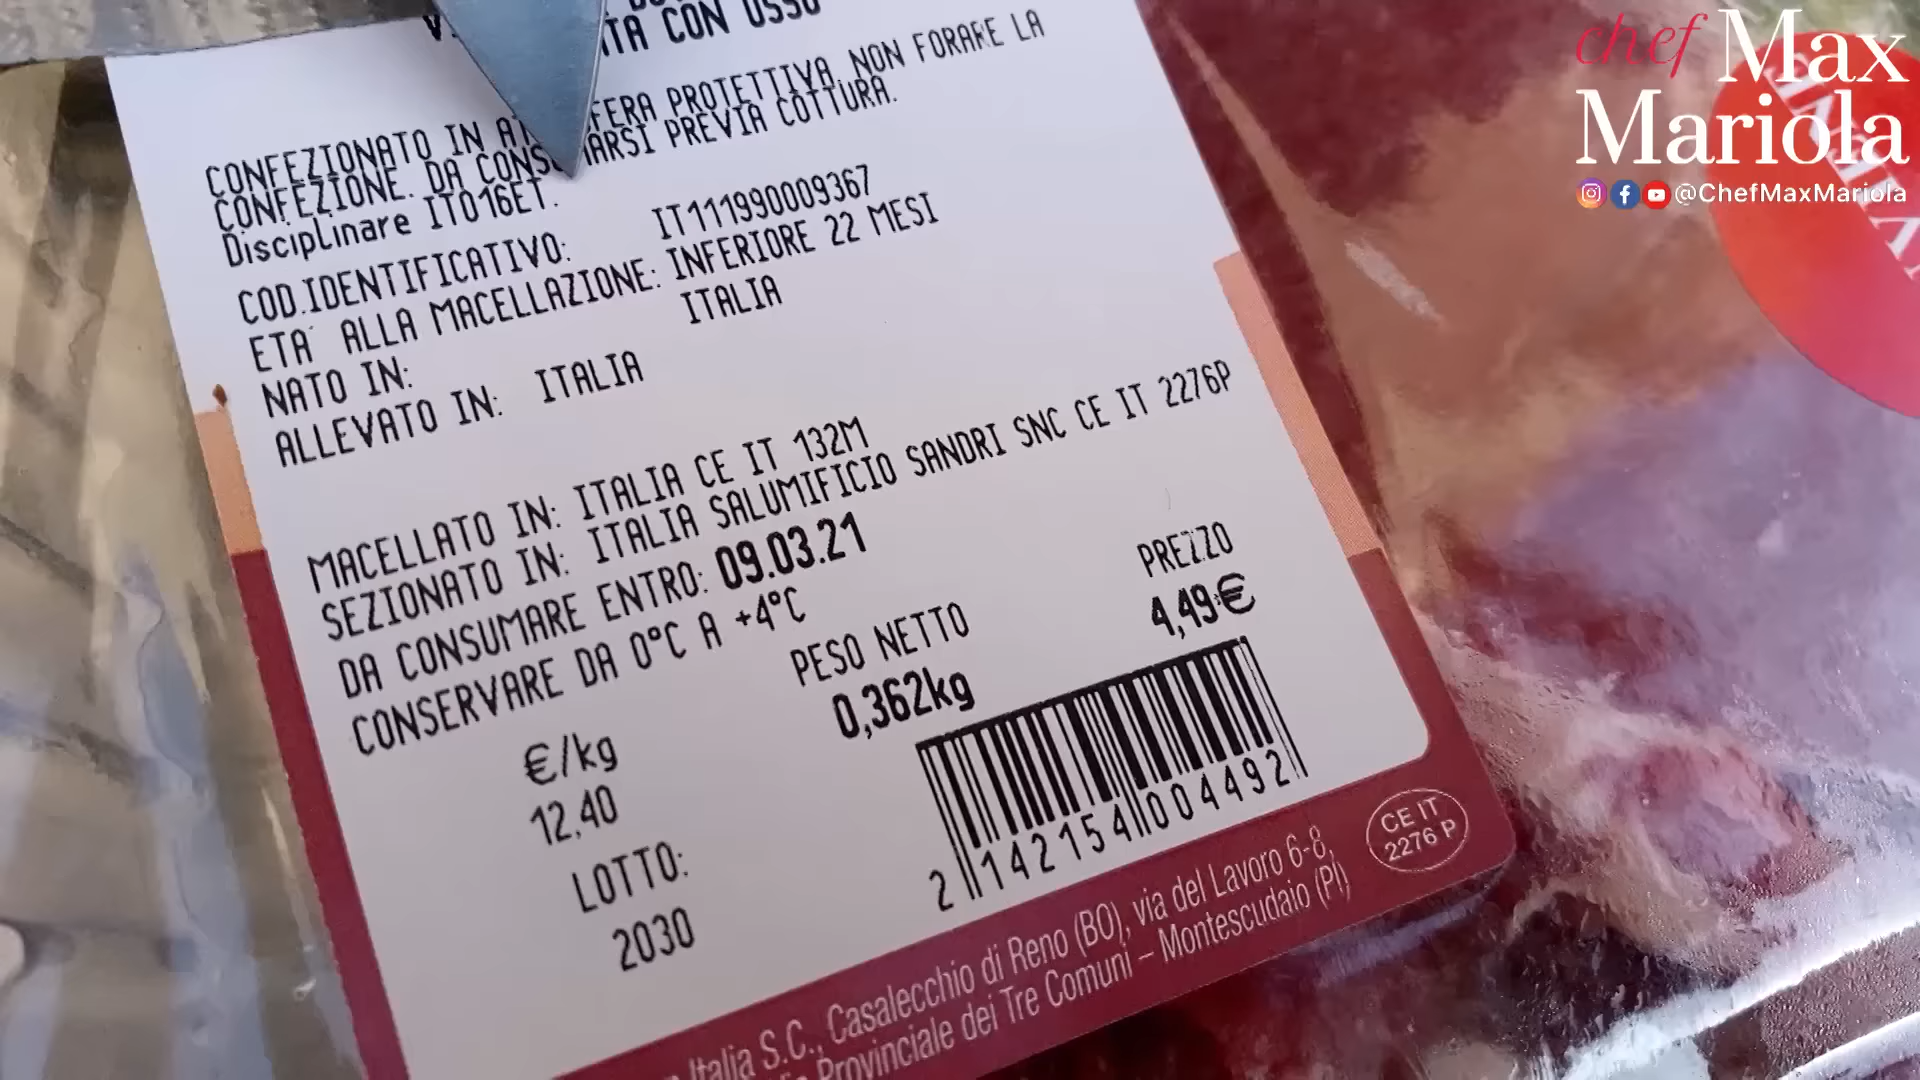 CON OSSO
CONFEZIONATO IN PROTETTIVA, NON FORARE LA
CONFEZIONE. DA PREVIA COTTURA.
Disciplinare IT016ET.
COD.IDENTIFICATIVO: IT111990009367
ETA' ALLA MACELLAZIONE: INFERIORE 22 MESI
NATO IN: ITALIA
ALLEVATO IN: ITALIA
MACELLATO IN: ITALIA CE IT 132M
SEZIONATO IN: ITALIA SALUMIFICIO SANDRI SNC CE IT 2276P
DA CONSUMARE ENTRO: 09.03.21
CONSERVARE DA 0°C A +4°C
€/kg
12,40
PESO NETTO
0,362kg
PREZZO
4,49€
LOTTO:
2030
2 142154 004492
Italia S.C., Casalecchio di Reno (BO), via del Lavoro 6-8,
Provinciale dei Tre Comuni – Montescudaio (PI)
CE IT
2276 P
chef Max
Mariola
@ChefMaxMariola